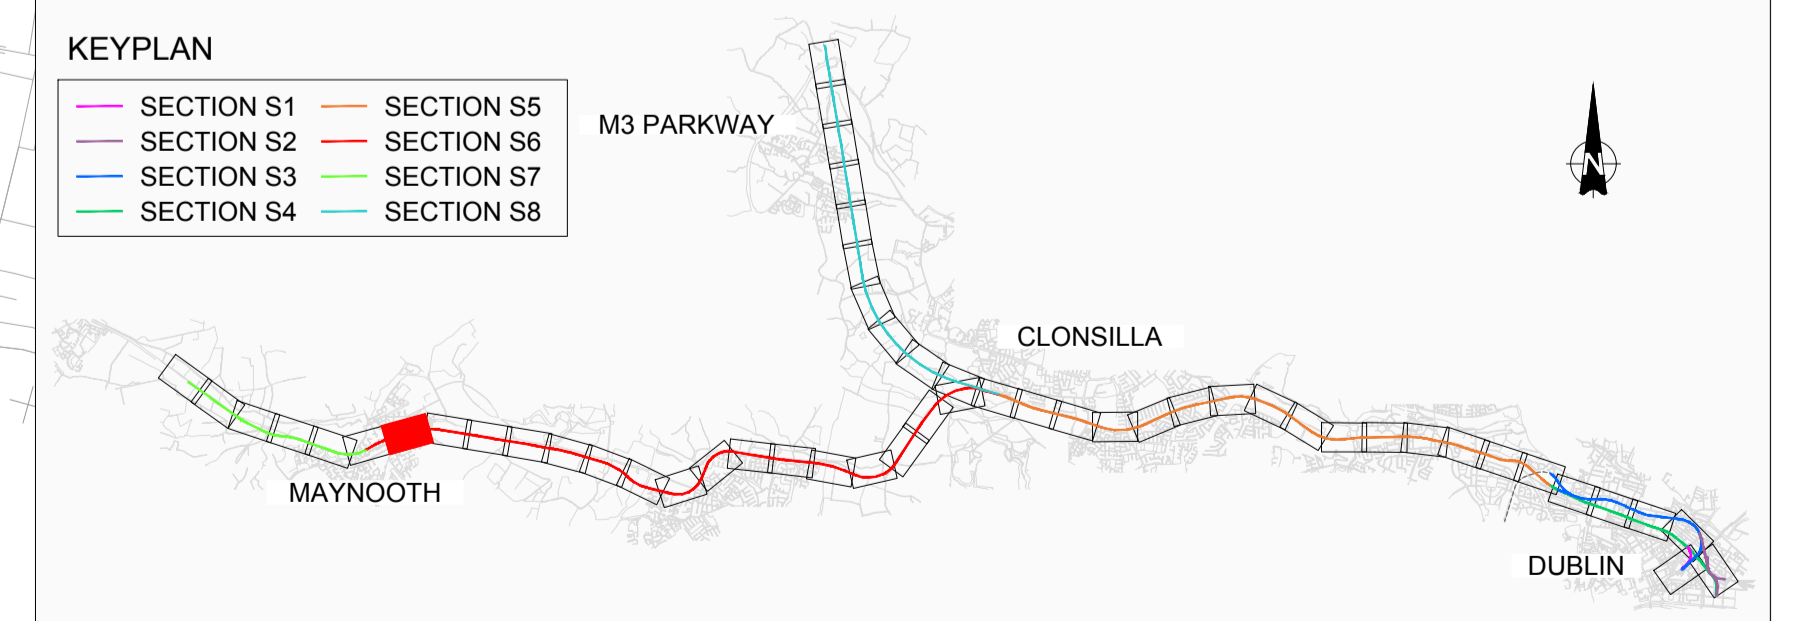 KEYPLAN
SECTION S1 SECTION S5
SECTION S2 SECTION S6
SECTION S3 SECTION S7
SECTION S4 SECTION S8
M3 PARKWAY
N
CLONSILLA
MAYNOOTH
DUBLIN